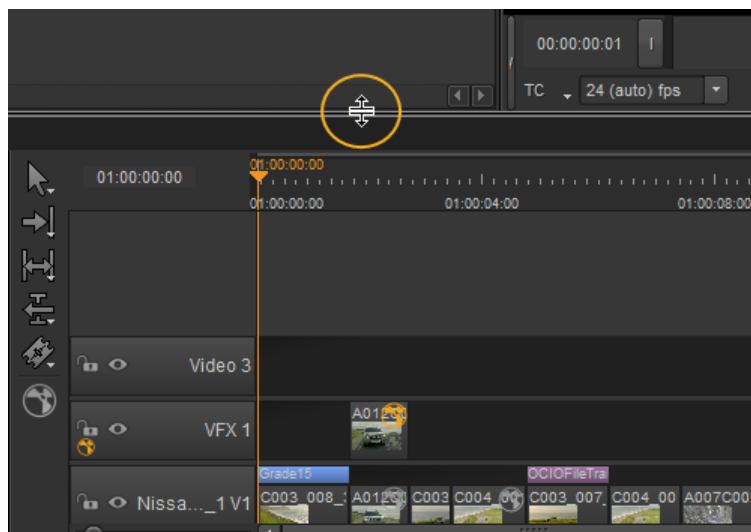 00:00:00:01
TC 24 (auto) fps
01:00:00:00
01:00:00:00
01:00:00:00 01:00:04:00 01:00:08:00
Video 3
A012C
VFX 1
Grade15 OCIOFileTra
Nissa..._1 V1 C003_008_ A012C C003 C004_00 C003_007_ C004_00 A007C00